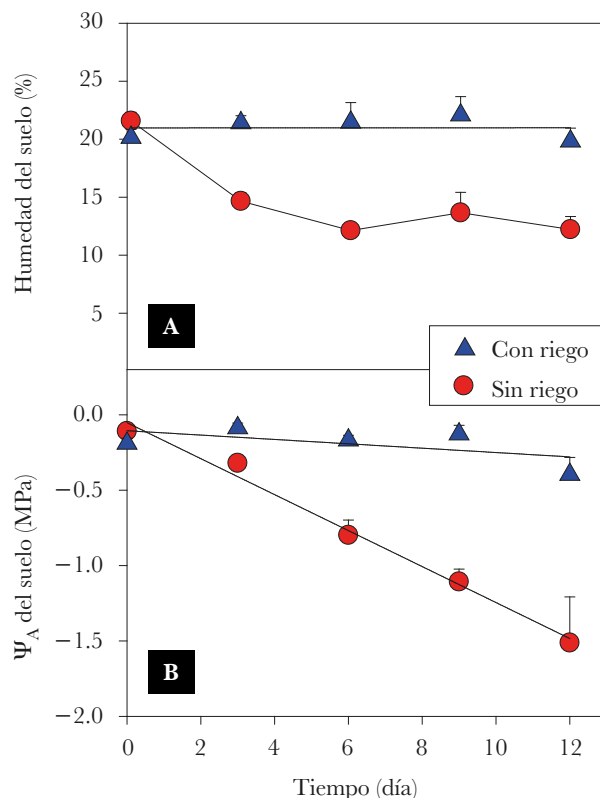 30
25
20
15
10
5
Humedad del suelo (%)
A
Con riego
Sin riego
0.0
−0.5
−1.0
−1.5
−2.0
Ψ_A del suelo (MPa)
B
0 2 4 6 8 10 12
Tiempo (día)